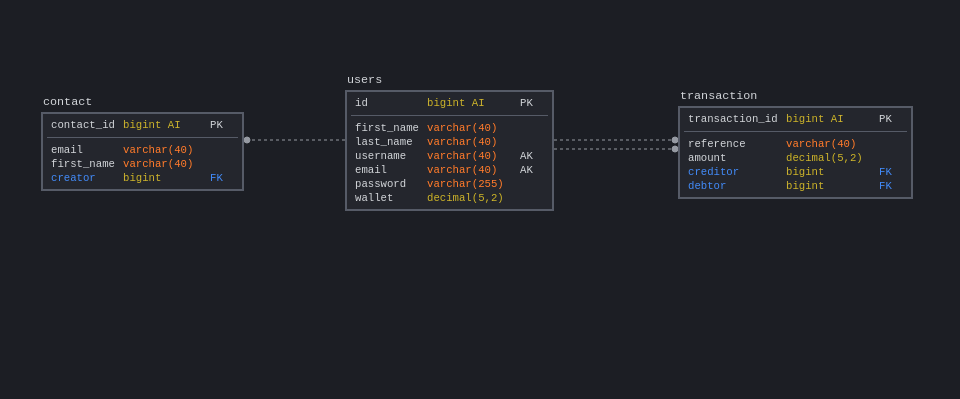 users
id bigint AI PK
first_name varchar(40)
last_name varchar(40)
username varchar(40) AK
email varchar(40) AK
password varchar(255)
wallet decimal(5,2)
contact
contact_id bigint AI PK
email varchar(40)
first_name varchar(40)
creator bigint FK
transaction
transaction_id bigint AI PK
reference varchar(40)
amount decimal(5,2)
creditor bigint FK
debtor bigint FK